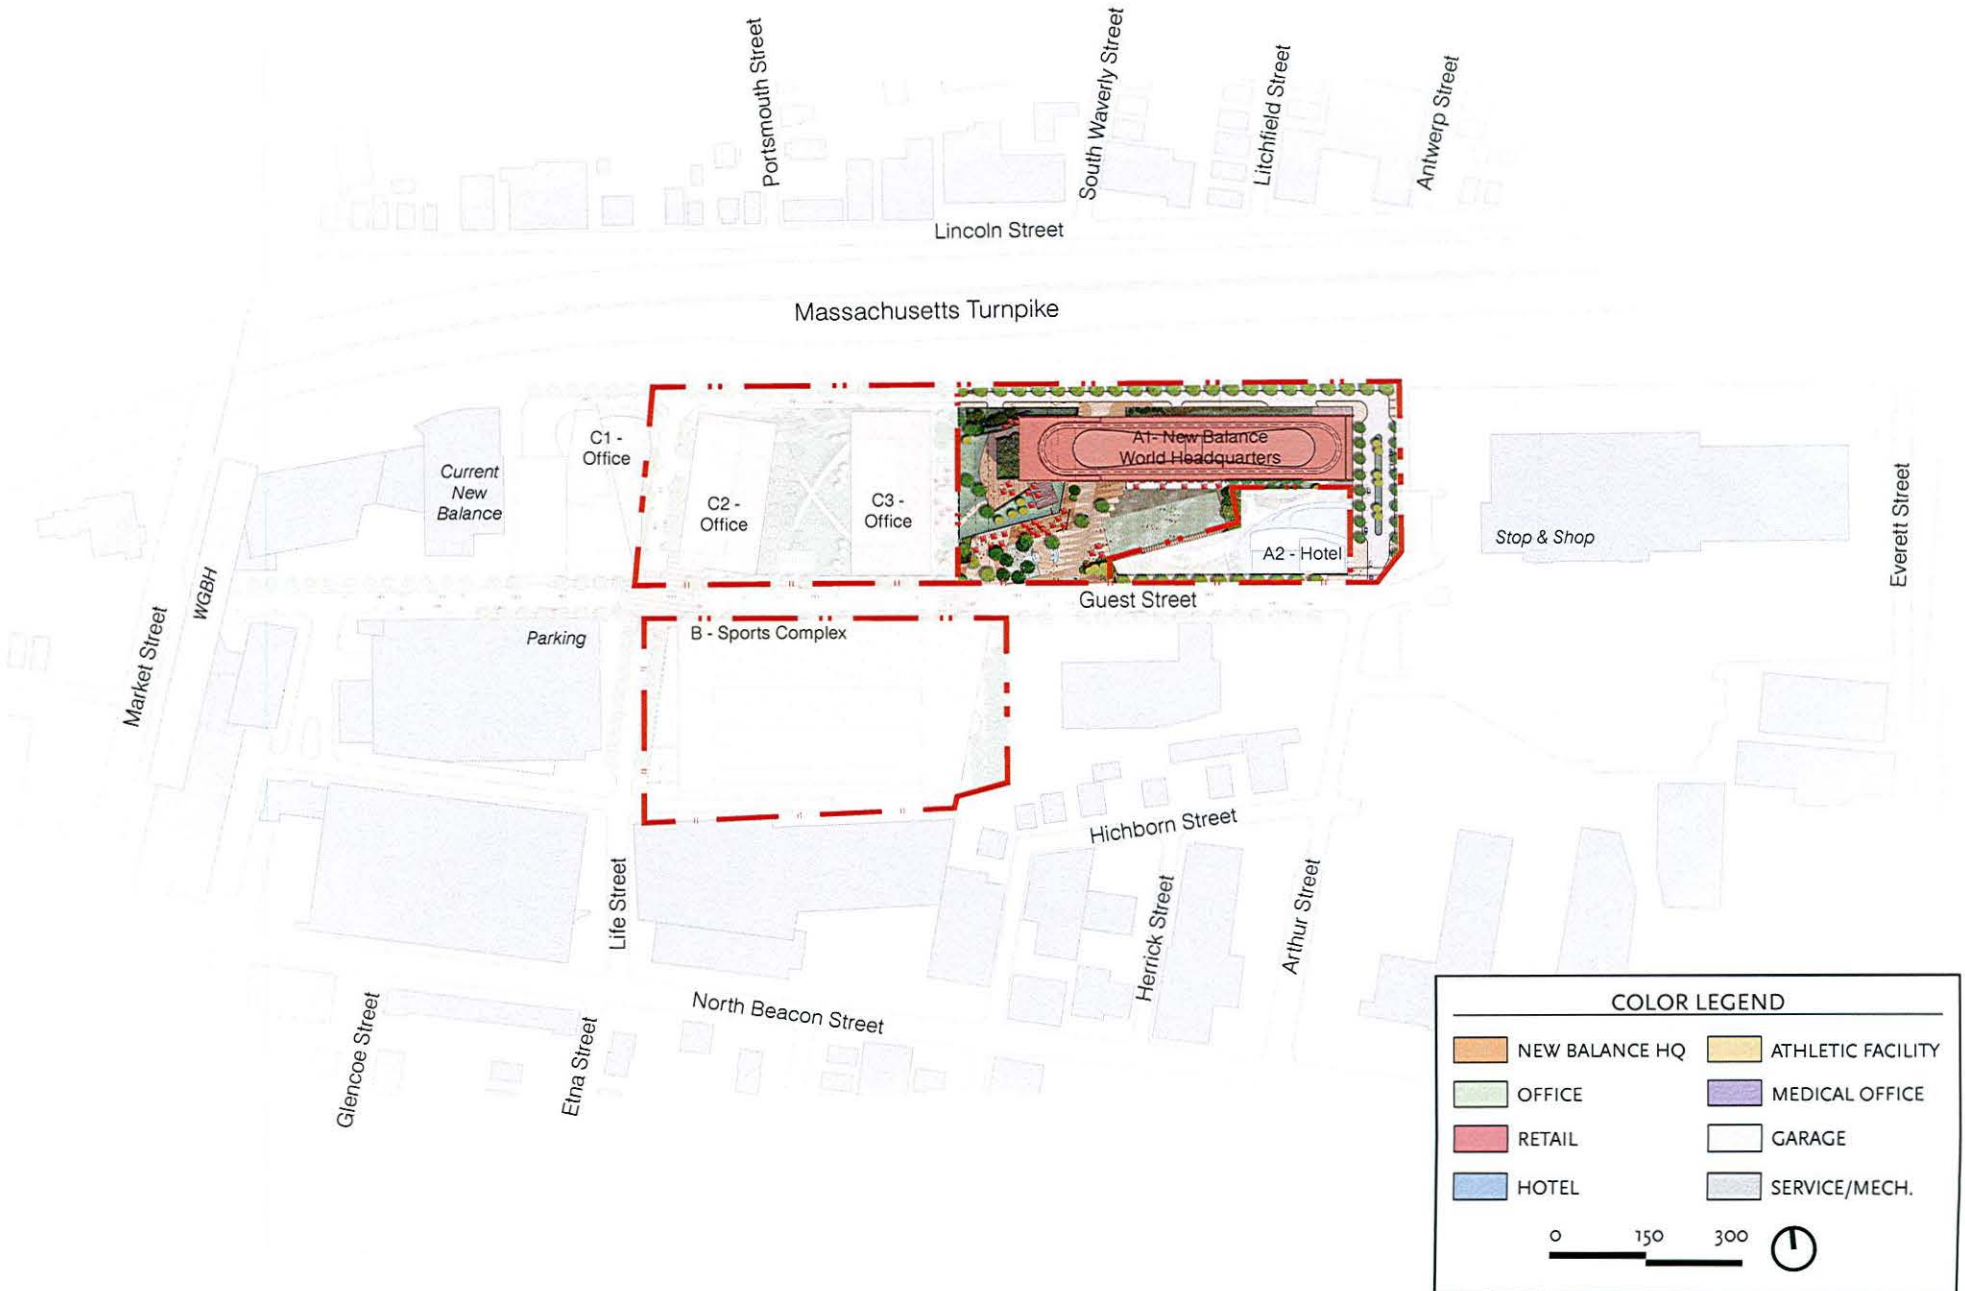 Portsmouth Street
South Waverly Street
Litchfield Street
Antwerp Street
Lincoln Street
Massachusetts Turnpike
C1 -
Office
Current
New
Balance
C2 -
Office
C3 -
Office
A1- New Balance
World Headquarters
A2 - Hotel
Stop & Shop
Everett Street
Guest Street
WGBH
Market Street
Parking
B - Sports Complex
Hichborn Street
Life Street
Herrick Street
Arthur Street
North Beacon Street
Glencoe Street
Etna Street
COLOR LEGEND
NEW BALANCE HQ
ATHLETIC FACILITY
OFFICE
MEDICAL OFFICE
RETAIL
GARAGE
HOTEL
SERVICE/MECH.
0 150 300